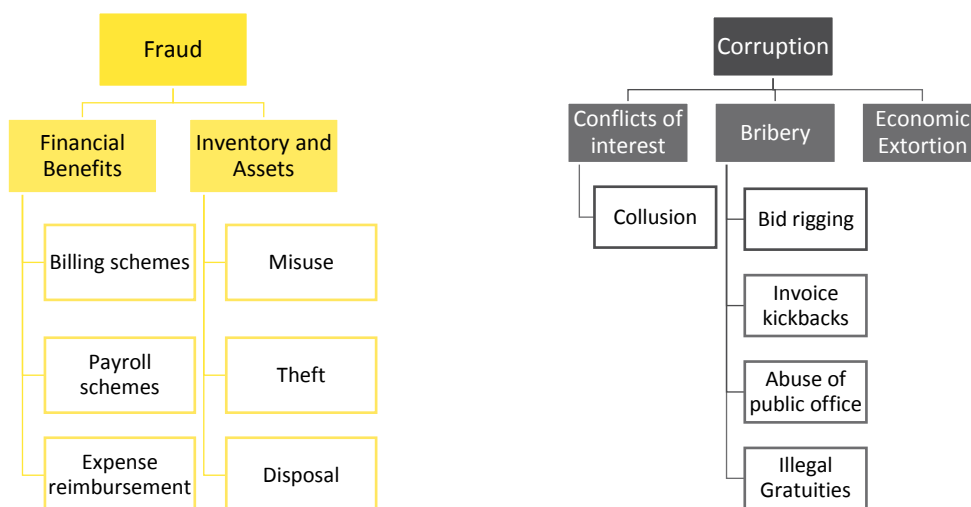 Fraud
Financial
Benefits
Billing schemes
Payroll
schemes
Expense
reimbursement
Inventory and
Assets
Misuse
Theft
Disposal
Corruption
Conflicts of
interest
Collusion
Bribery
Bid rigging
Invoice
kickbacks
Abuse of
public office
Illegal
Gratuities
Economic
Extortion